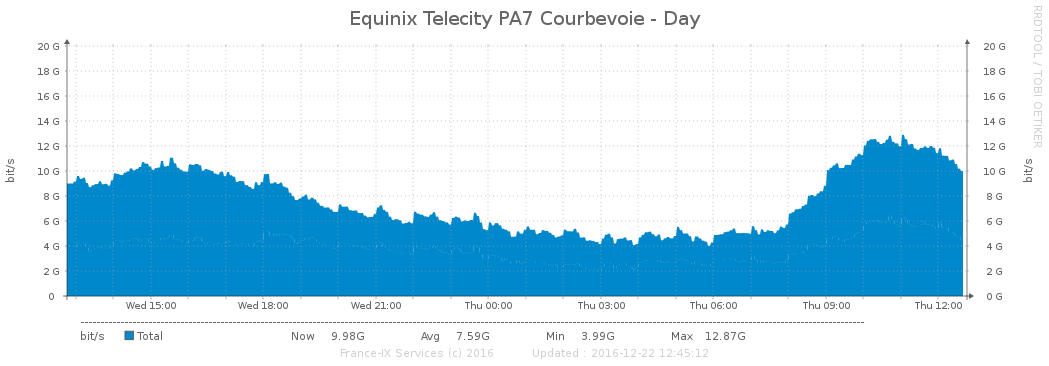 Equinix Telecity PA7 Courbevoie - Day
RRDTOOL / TOBI OETIKER
20 G 20 G
18 G 18 G
16 G 16 G
14 G 14 G
12 G 12 G
10 G 10 G
8 G 8 G
6 G 6 G
4 G 4 G
2 G 2 G
0 0 G
bit/s bit/s
Wed 15:00 Wed 18:00 Wed 21:00 Thu 00:00 Thu 03:00 Thu 06:00 Thu 09:00 Thu 12:00
bit/s Total Now 9.98G Avg 7.59G Min 3.99G Max 12.87G
France-IX Services (c) 2016 Updated : 2016-12-22 12:45:12